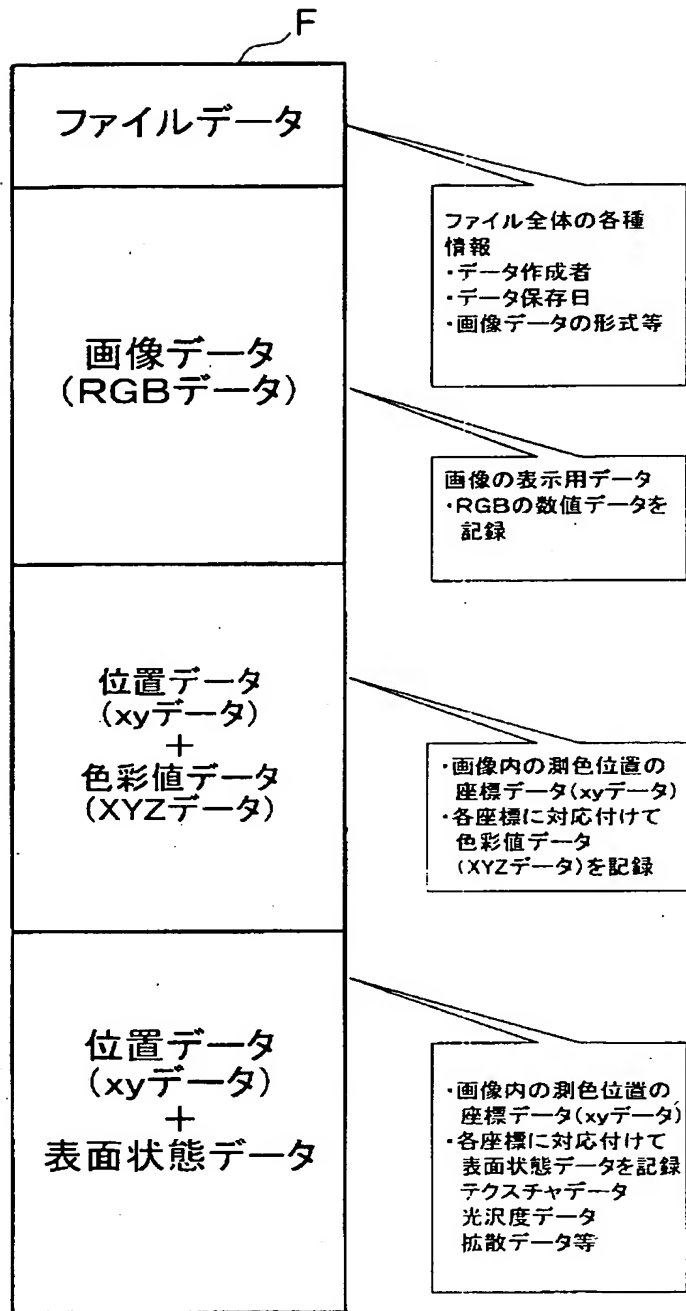 F
ファイルデータ
ファイル全体の各種
情報
・データ作成者
・データ保存日
・画像データの形式等
画像データ
(RGBデータ)
画像の表示用データ
・RGBの数値データを
記録
位置データ
(xyデータ)
+
色彩値データ
(XYZデータ)
・画像内の測色位置の
座標データ(xyデータ)
・各座標に対応付けて
色彩値データ
(XYZデータ)を記録
位置データ
(xyデータ)
+
表面状態データ
・画像内の測色位置の
座標データ(xyデータ)
・各座標に対応付けて
表面状態データを記録
テクスチャデータ
光沢度データ
拡散データ等